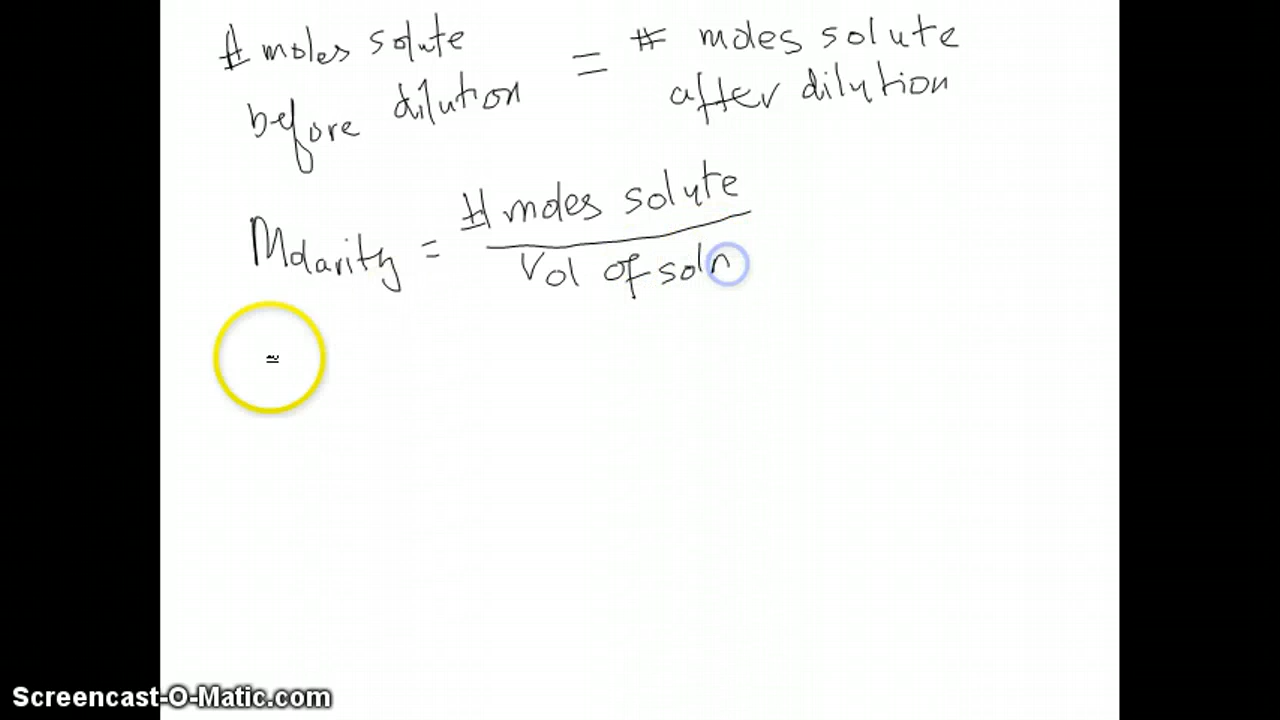 # moles solute = # moles solute
before dilution after dilution
Molarity = # moles solute
Vol of soln
Screencast-O-Matic.com